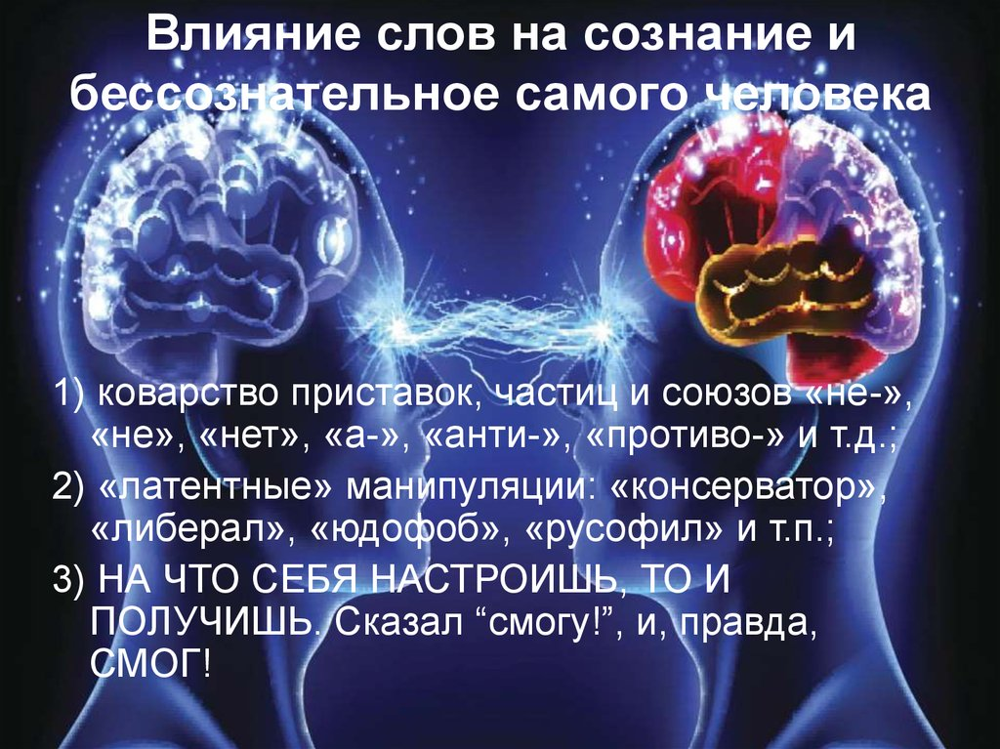 Влияние слов на сознание и
бессознательное самого человека
1) коварство приставок, частиц и союзов «не-»,
«не», «нет», «а-», «анти-», «противо-» и т.д.;
2) «латентные» манипуляции: «консерватор»,
«либерал», «юдофоб», «русофил» и т.п.;
3) НА ЧТО СЕБЯ НАСТРОИШЬ, ТО И
ПОЛУЧИШЬ. Сказал “смогу!”, и, правда,
СМОГ!